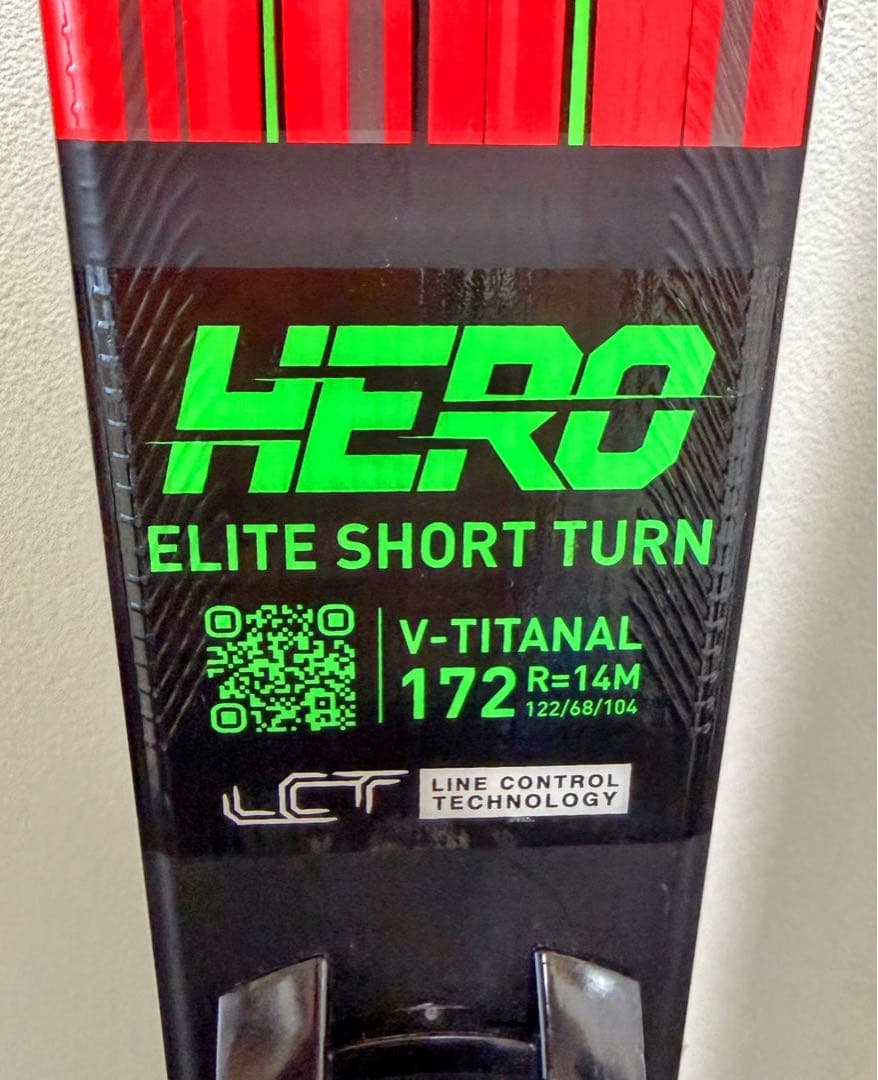 HERO
ELITE SHORT TURN
V-TITANAL
172 R=14M
122/68/104
LCT LINE CONTROL
TECHNOLOGY